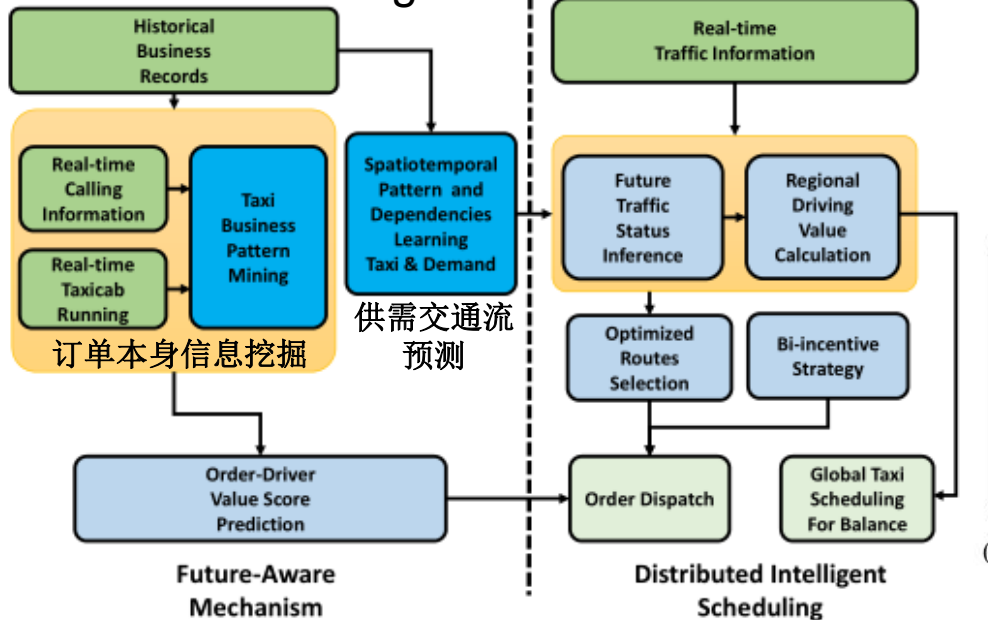 g
Historical
Business
Records
Real-time
Traffic Information
Real-time
Calling
Information
Taxi
Business
Pattern
Mining
Real-time
Taxicab
Running
订单本身信息挖掘
Spatiotemporal
Pattern and
Dependencies
Learning
Taxi & Demand
供需交通流
预测
Future
Traffic
Status
Inference
Regional
Driving
Value
Calculation
Optimized
Routes
Selection
Bi-incentive
Strategy
Order-Driver
Value Score
Prediction
Order Dispatch
Global Taxi
Scheduling
For Balance
(
Future-Aware
Mechanism
Distributed Intelligent
Scheduling